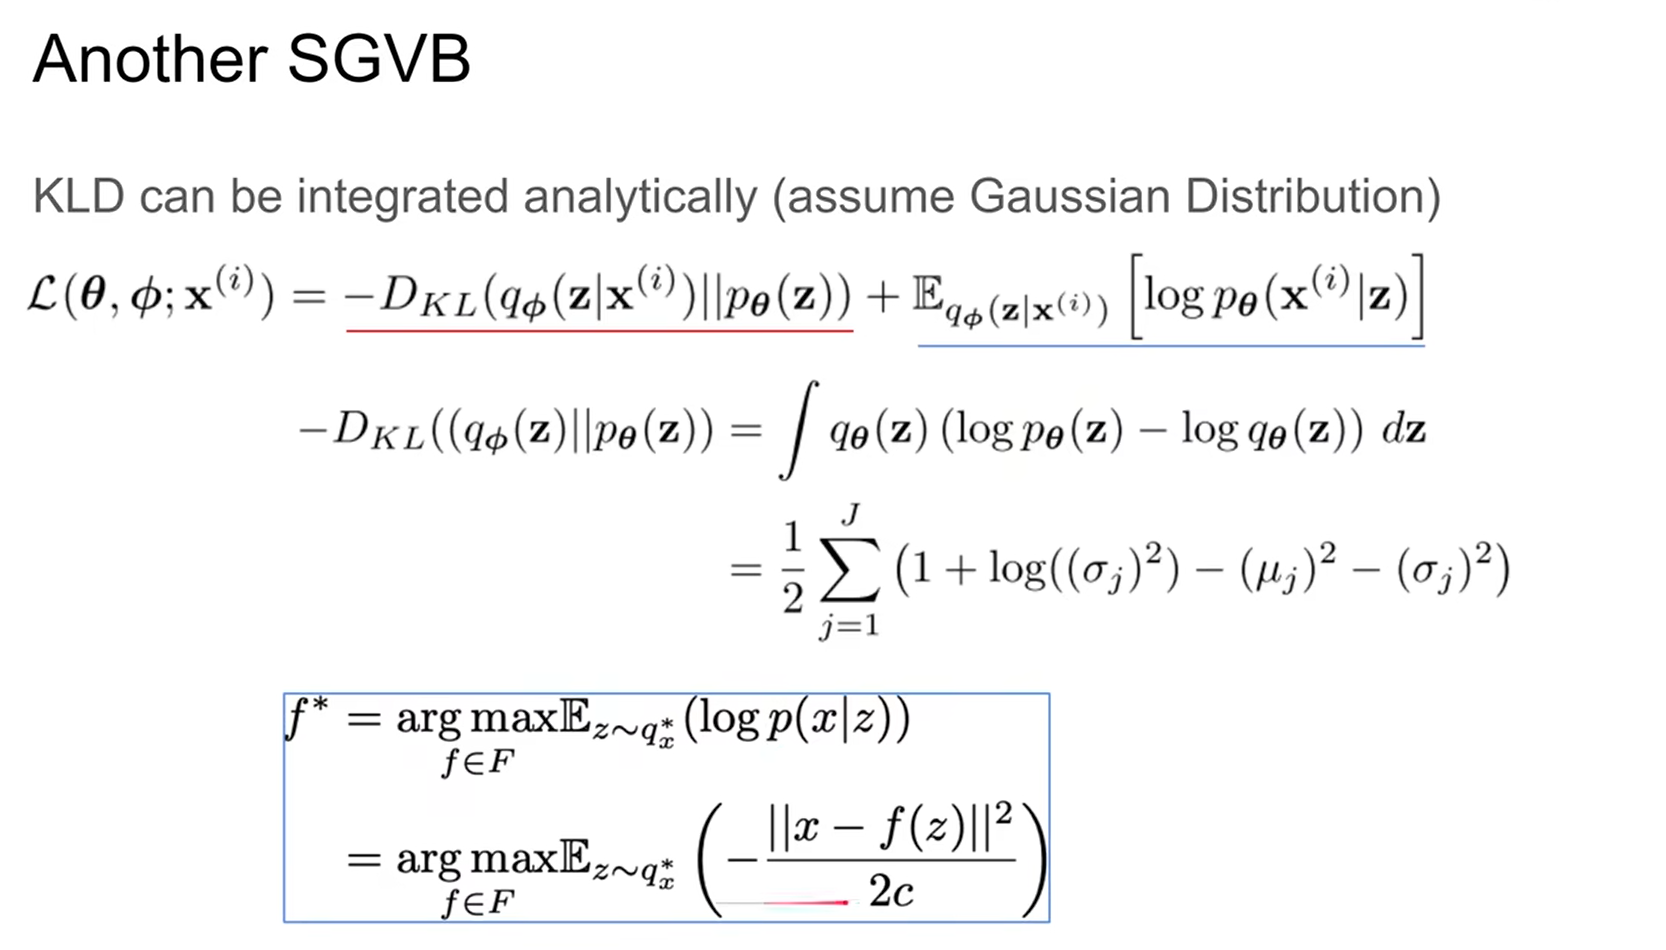 Another SGVB
KLD can be integrated analytically (assume Gaussian Distribution)
$\mathcal{L}(\boldsymbol{\theta}, \boldsymbol{\phi}; \mathbf{x}^{(i)}) = -D_{KL}(q_{\boldsymbol{\phi}}(\mathbf{z}|\mathbf{x}^{(i)})||p_{\boldsymbol{\theta}}(\mathbf{z})) + \mathbb{E}_{q_{\boldsymbol{\phi}}(\mathbf{z}|\mathbf{x}^{(i)})} \left[ \log p_{\boldsymbol{\theta}}(\mathbf{x}^{(i)}|\mathbf{z}) \right]$
$-D_{KL}((q_{\boldsymbol{\phi}}(\mathbf{z})||p_{\boldsymbol{\theta}}(\mathbf{z})) = \int q_{\boldsymbol{\theta}}(\mathbf{z}) \left( \log p_{\boldsymbol{\theta}}(\mathbf{z}) - \log q_{\boldsymbol{\theta}}(\mathbf{z}) \right) \, d\mathbf{z}$
$= \frac{1}{2} \sum_{j=1}^{J} \left( 1 + \log((\sigma_j)^2) - (\mu_j)^2 - (\sigma_j)^2 \right)$
$f^* = \underset{f \in F}{\arg\max} \mathbb{E}_{z \sim q_x^*} (\log p(x|z))$
$= \underset{f \in F}{\arg\max} \mathbb{E}_{z \sim q_x^*} \left( -\frac{||x - f(z)||^2}{2c} \right)$